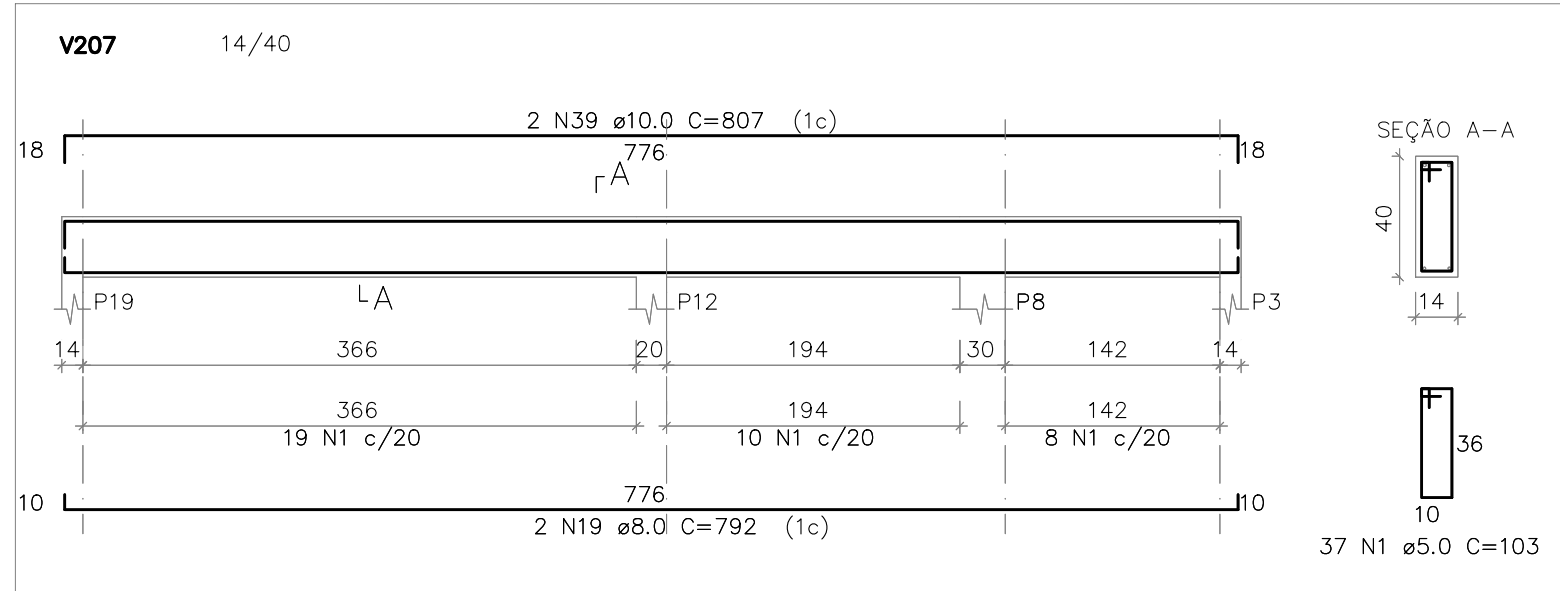 V207 14/40
2 N39 ø10.0 C=807 (1c)
18 776 18
A
SEÇÃO A-A
40
14
A
P19 P12 P8 P3
14 366 20 194 30 142 14
366 194 142
19 N1 c/20 10 N1 c/20 8 N1 c/20
36
10
10 776 10
2 N19 ø8.0 C=792 (1c)
37 N1 ø5.0 C=103